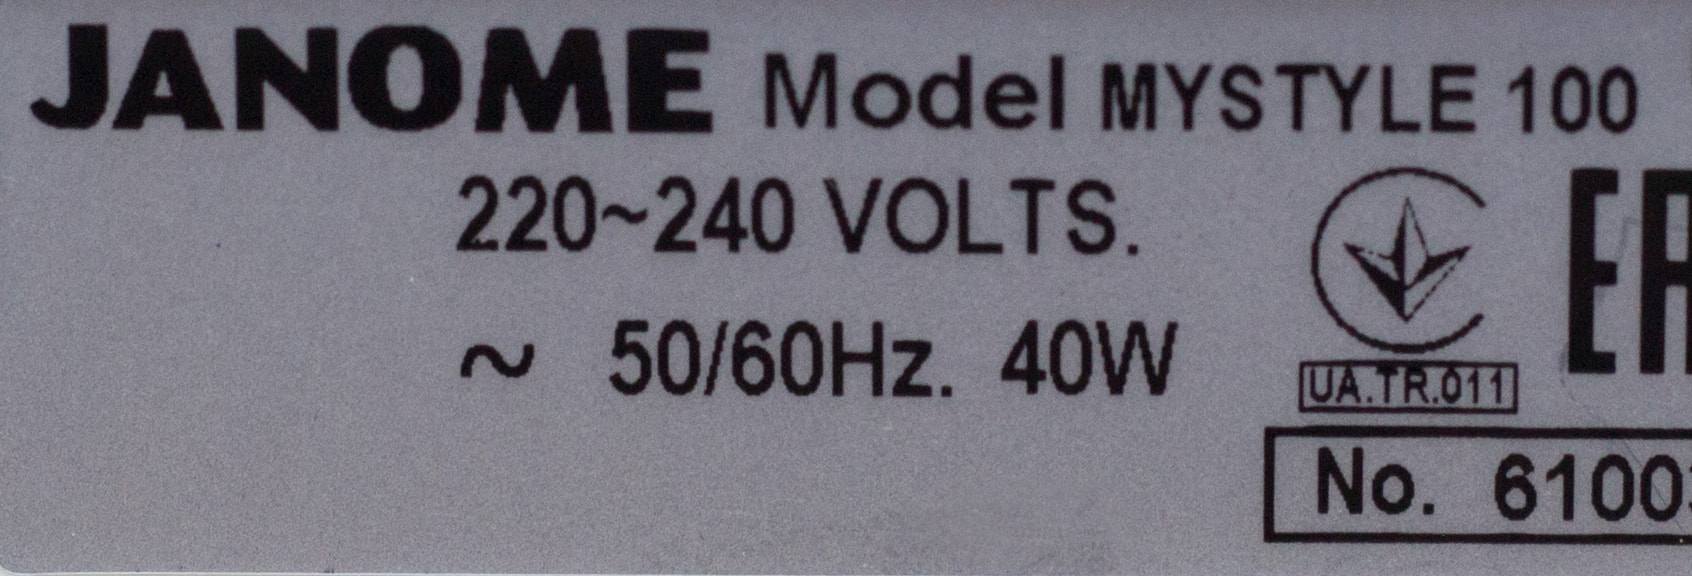 JANOME Model MYSTYLE 100
220~240 VOLTS.
~ 50/60Hz. 40W
UA.TR.011
No. 6100